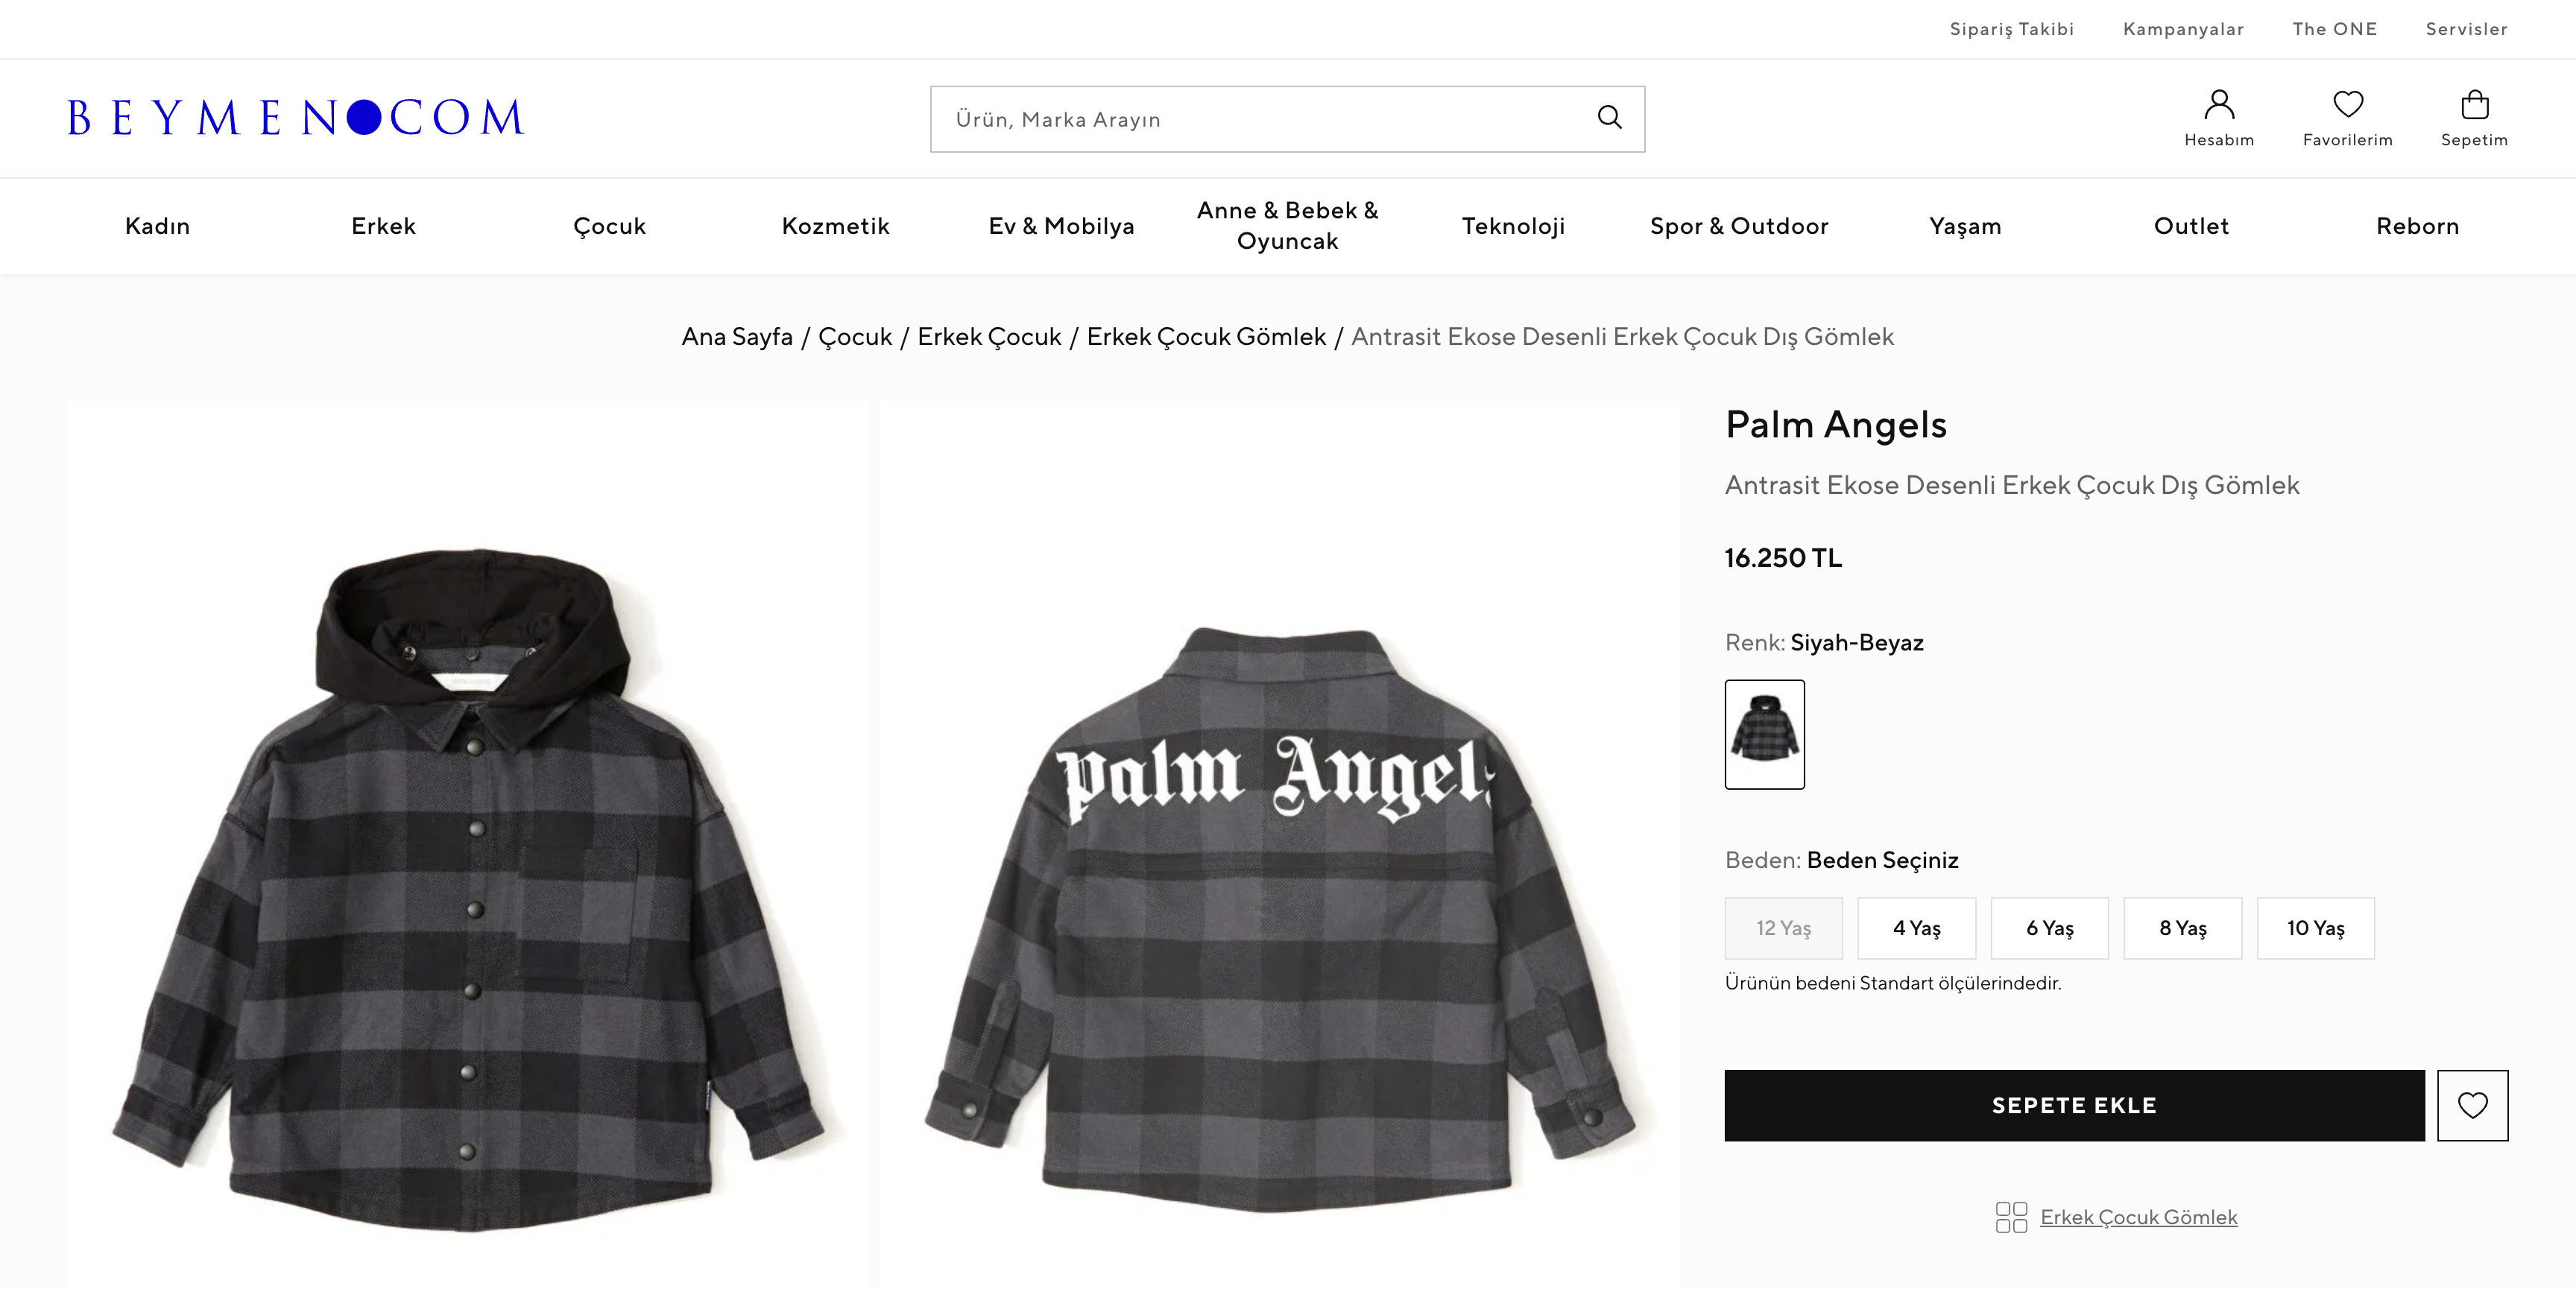 Sipariş Takibi Kampanyalar The ONE Servisler
BEYMEN COM
Ürün, Marka Arayın
Hesabım Favorilerim Sepetim
Kadın Erkek Çocuk Kozmetik Ev & Mobilya Anne & Bebek & Oyuncak Teknoloji Spor & Outdoor Yaşam Outlet Reborn
Ana Sayfa / Çocuk / Erkek Çocuk / Erkek Çocuk Gömlek / Antrasit Ekose Desenli Erkek Çocuk Dış Gömlek
Palm Angels
Palm Angels
Antrasit Ekose Desenli Erkek Çocuk Dış Gömlek
16.250 TL
Renk: Siyah-Beyaz
Beden: Beden Seçiniz
12 Yaş 4 Yaş 6 Yaş 8 Yaş 10 Yaş
Ürünün bedeni Standart ölçülerindedir.
SEPETE EKLE
Erkek Çocuk Gömlek